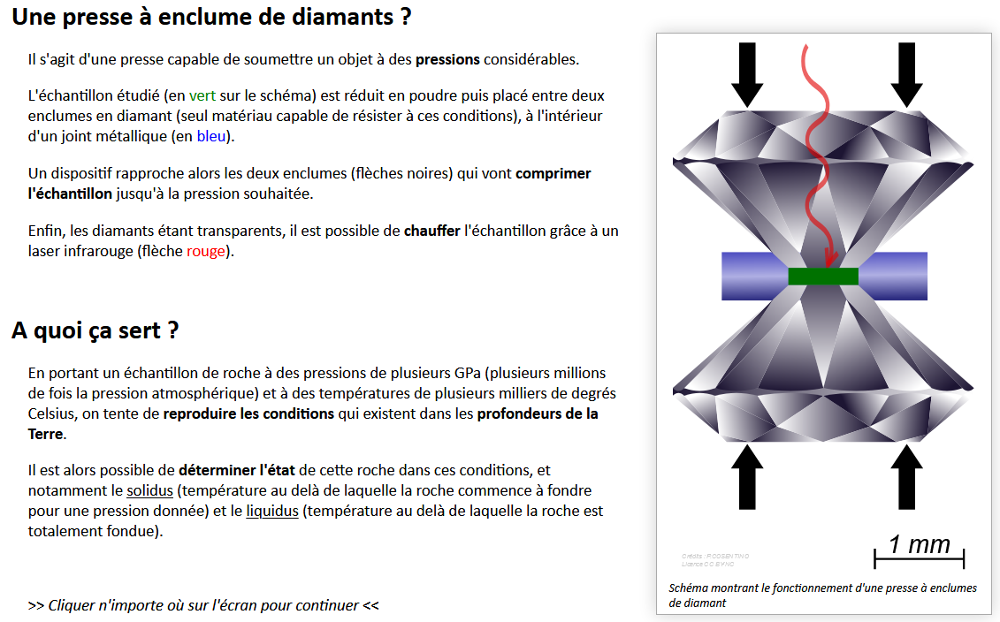 Une presse à enclume de diamants ?
Il s'agit d'une presse capable de soumettre un objet à des pressions considérables.
L'échantillon étudié (en vert sur le schéma) est réduit en poudre puis placé entre deux
enclumes en diamant (seul matériau capable de résister à ces conditions), à l'intérieur
d'un joint métallique (en bleu).
Un dispositif rapproche alors les deux enclumes (flèches noires) qui vont comprimer
l'échantillon jusqu'à la pression souhaitée.
Enfin, les diamants étant transparents, il est possible de chauffer l'échantillon grâce à un
laser infrarouge (flèche rouge).
A quoi ça sert ?
En portant un échantillon de roche à des pressions de plusieurs GPa (plusieurs millions
de fois la pression atmosphérique) et à des températures de plusieurs milliers de degrés
Celsius, on tente de reproduire les conditions qui existent dans les profondeurs de la
Terre.
Il est alors possible de déterminer l'état de cette roche dans ces conditions, et
notamment le solidus (température au delà de laquelle la roche commence à fondre
pour une pression donnée) et le liquidus (température au delà de laquelle la roche est
totalement fondue).
>> Cliquer n'importe où sur l'écran pour continuer <<
1 mm
Crédits : P.COSENTINO
Licence CC BY-NC
Schéma montrant le fonctionnement d'une presse à enclumes
de diamant